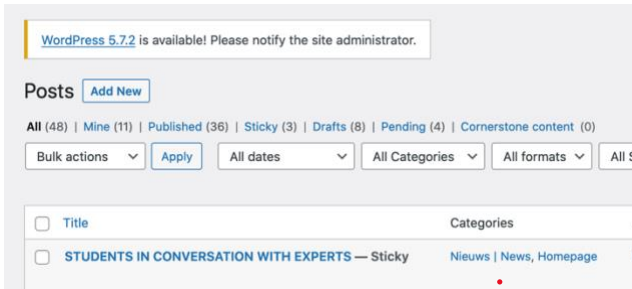 WordPress 5.7.2 is available! Please notify the site administrator.
Posts Add New
All (48) | Mine (11) | Published (36) | Sticky (3) | Drafts (8) | Pending (4) | Cornerstone content (0)
Bulk actions Apply All dates All Categories All formats All
Title Categories
STUDENTS IN CONVERSATION WITH EXPERTS — Sticky Nieuws | News, Homepage